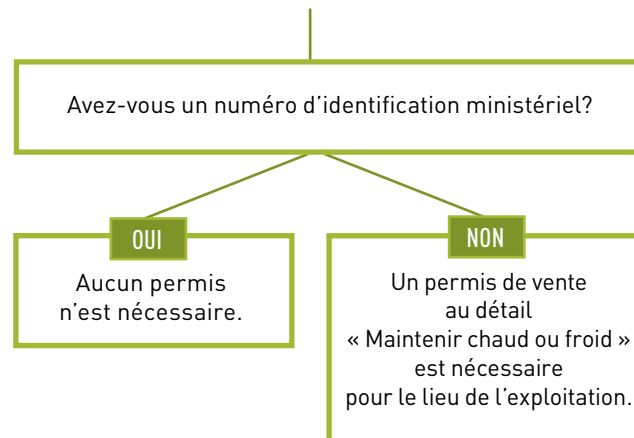 Avez-vous un numéro d’identification ministériel?
OUI
Aucun permis
n’est nécessaire.
NON
Un permis de vente
au détail
« Maintenir chaud ou froid »
est nécessaire
pour le lieu de l’exploitation.